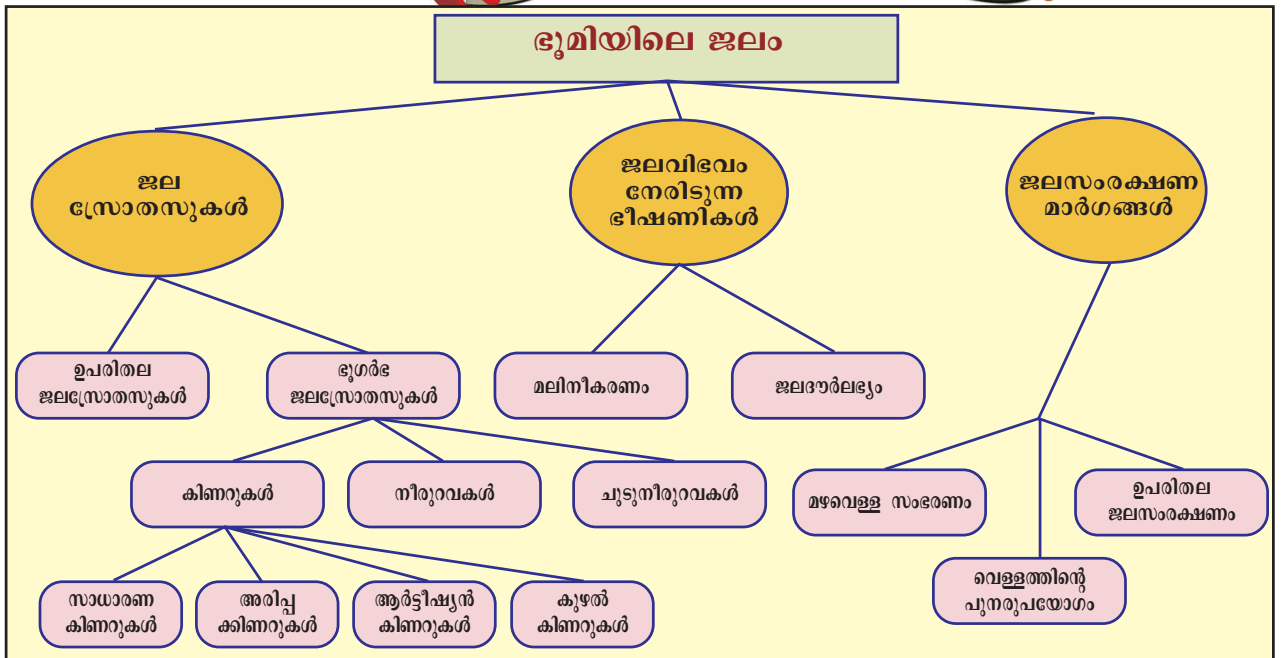 ഭൂമിയിലെ ജലം
ജല
സ്രോതസുകൾ
ജലവിഭവം
നേരിടുന്ന
ഭീഷണികൾ
ജലസംരക്ഷണ
മാർഗങ്ങൾ
ഉപരിതല
ജലസ്രോതസുകൾ
ഭൂഗർഭ
ജലസ്രോതസുകൾ
മലിനീകരണം
ജലദൗർലഭ്യം
കിണറുകൾ
നീരുറവകൾ
ചുടുനീരുറവകൾ
മഴവെള്ള സംഭരണം
ഉപരിതല
ജലസംരക്ഷണം
വെള്ളത്തിന്റെ
പുനരുപയോഗം
സാധാരണ
കിണറുകൾ
അരിപ്പ
ക്കിണറുകൾ
ആർട്ടീഷ്യൻ
കിണറുകൾ
കുഴൽ
കിണറുകൾ